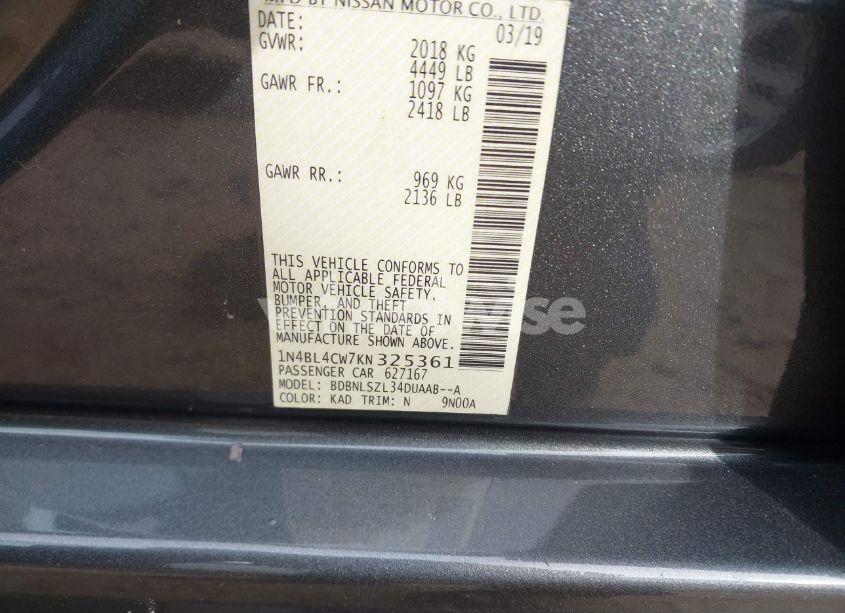 MFD BY NISSAN MOTOR CO., LTD.
DATE: 03/19
GVWR: 2018 KG
4449 LB
GAWR FR.: 1097 KG
2418 LB
GAWR RR.: 969 KG
2136 LB
THIS VEHICLE CONFORMS TO
ALL APPLICABLE FEDERAL
MOTOR VEHICLE SAFETY,
BUMPER, AND THEFT
PREVENTION STANDARDS IN
EFFECT ON THE DATE OF
MANUFACTURE SHOWN ABOVE.
1N4BL4CW7KN325361
PASSENGER CAR 627167
MODEL: BDBNLSZL34DUAAB--A
COLOR: KAD TRIM: N 9N00A